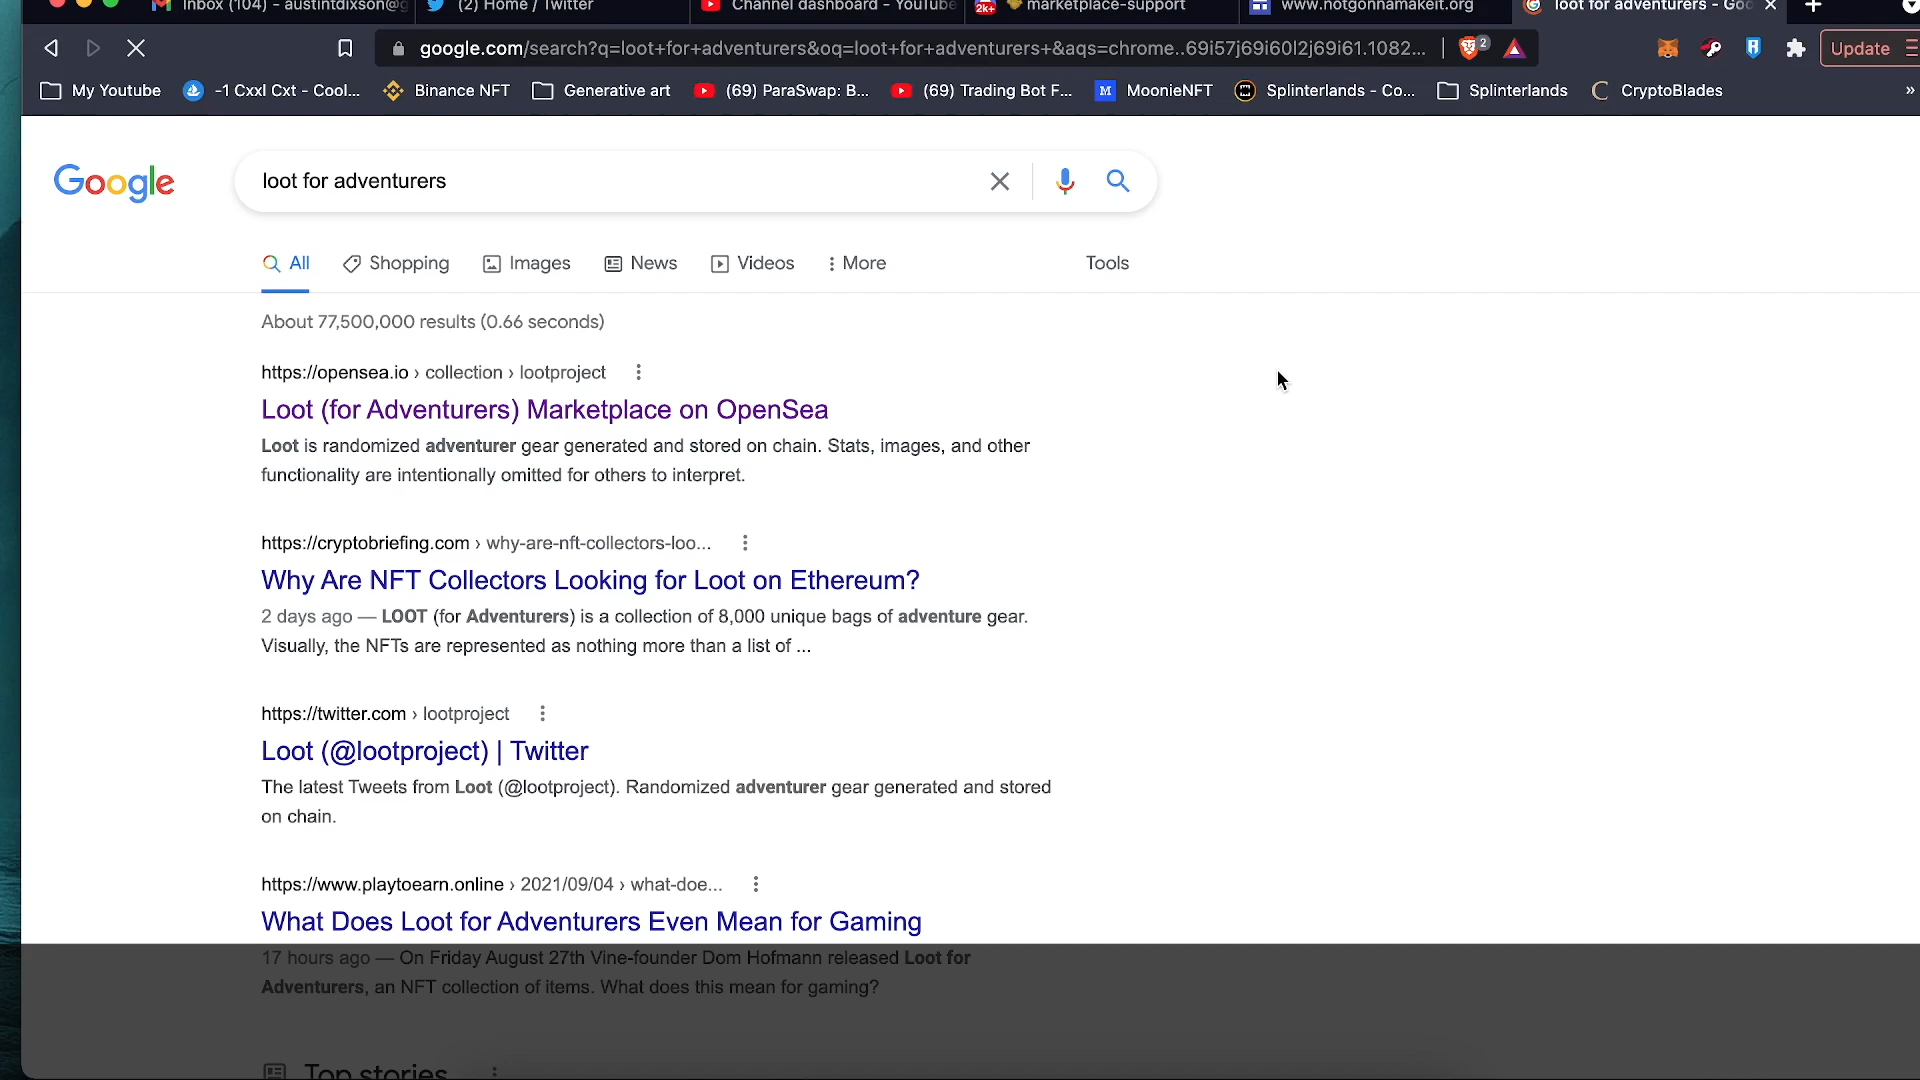 Inbox (104) - austintdixson@g
(2) Home / Twitter
Channel dashboard - YouTube
2k+
marketplace-support
www.notgonnamakeit.org
loot for adventurers - Goo
google.com/search?q=loot+for+adventurers&oq=loot+for+adventurers+&aqs=chrome..69i57j69i60l2j69i61.1082...
2
Update
My Youtube
-1 Cxxl Cxt - Cool...
Binance NFT
Generative art
(69) ParaSwap: B...
(69) Trading Bot F...
M
MoonieNFT
Splinterlands - Co...
Splinterlands
CryptoBlades
»
Google
loot for adventurers
All
Shopping
Images
News
Videos
More
Tools
About 77,500,000 results (0.66 seconds)
https://opensea.io › collection › lootproject
Loot (for Adventurers) Marketplace on OpenSea
Loot is randomized adventurer gear generated and stored on chain. Stats, images, and other
functionality are intentionally omitted for others to interpret.
https://cryptobriefing.com › why-are-nft-collectors-loo...
Why Are NFT Collectors Looking for Loot on Ethereum?
2 days ago — LOOT (for Adventurers) is a collection of 8,000 unique bags of adventure gear.
Visually, the NFTs are represented as nothing more than a list of ...
https://twitter.com › lootproject
Loot (@lootproject) | Twitter
The latest Tweets from Loot (@lootproject). Randomized adventurer gear generated and stored
on chain.
https://www.playtoearn.online › 2021/09/04 › what-doe...
What Does Loot for Adventurers Even Mean for Gaming
17 hours ago — On Friday August 27th Vine-founder Dom Hofmann released Loot for
Adventurers, an NFT collection of items. What does this mean for gaming?
Top stories